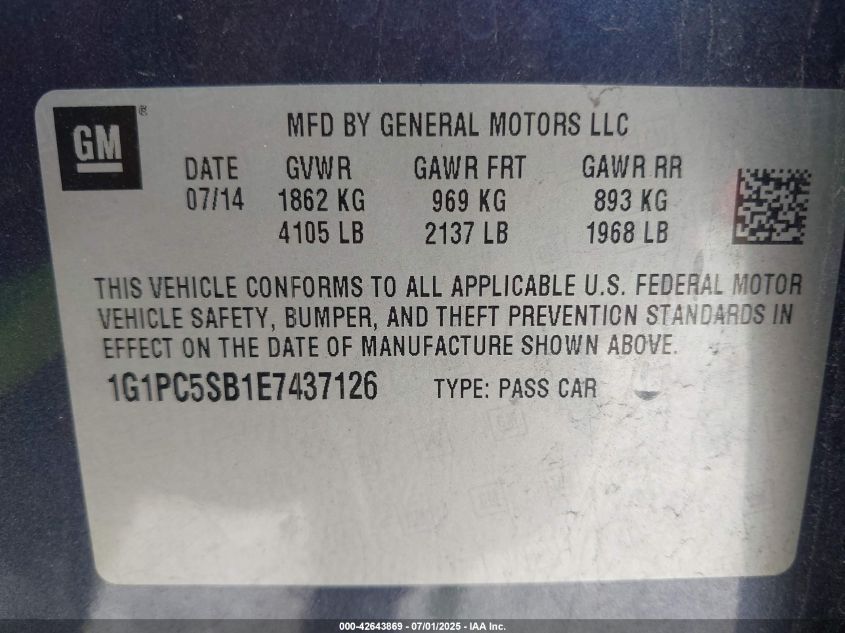 GM®
MFD BY GENERAL MOTORS LLC
DATE GVWR GAWR FRT GAWR RR
07/14 1862 KG 969 KG 893 KG
4105 LB 2137 LB 1968 LB
THIS VEHICLE CONFORMS TO ALL APPLICABLE U.S. FEDERAL MOTOR
VEHICLE SAFETY, BUMPER, AND THEFT PREVENTION STANDARDS IN
EFFECT ON THE DATE OF MANUFACTURE SHOWN ABOVE.
1G1PC5SB1E7437126 TYPE: PASS CAR
000-42643869 - 07/01/2025 - IAA Inc.